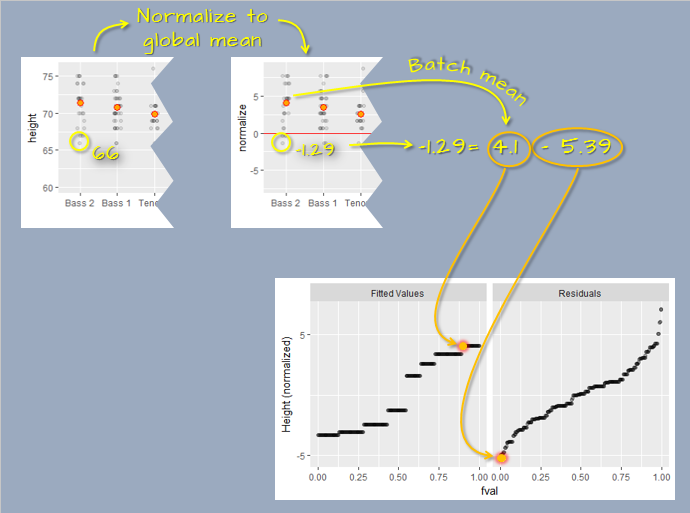 Normalize to
global mean
height
75
70
65
60
66
Bass 2
Bass 1
Teno
normalize
5
0
-5
-1.29
Bass 2
Bass 1
Teno
Batch mean
-1.29= 4.1 - 5.39
Fitted Values
Residuals
Height (normalized)
5
-5
0.00
0.25
0.50
0.75
1.00
0.00
0.25
0.50
0.75
1.00
fval